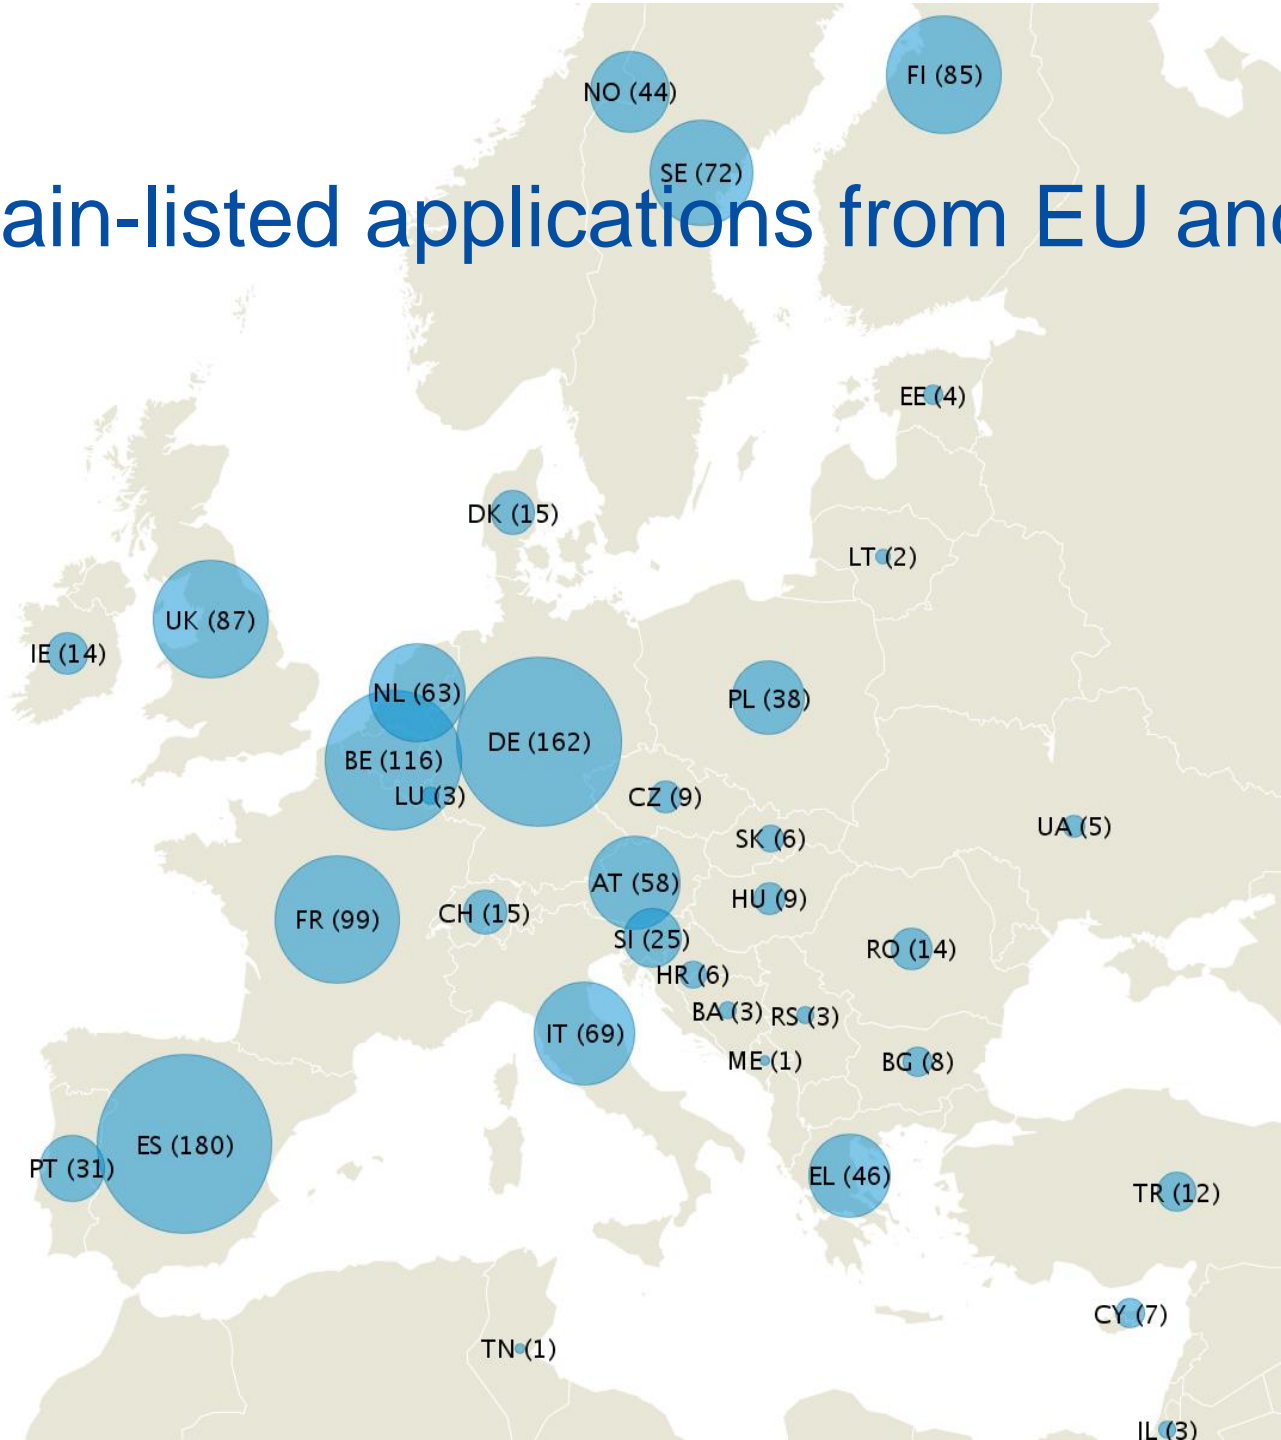 NO (44)
FI (85)
SE (72)
ain-listed applications from EU and
EE (4)
DK (15)
LT (2)
UK (87)
IE (14)
NL (63)
PL (38)
DE (162)
BE (116)
LU (3)
CZ (9)
UA (5)
SK (6)
AT (58)
HU (9)
FR (99)
CH (15)
SI (25)
RO (14)
HR (6)
BA (3)
RS (3)
IT (69)
ME (1)
BG (8)
ES (180)
PT (31)
EL (46)
TR (12)
CY (7)
TN (1)
IL (3)